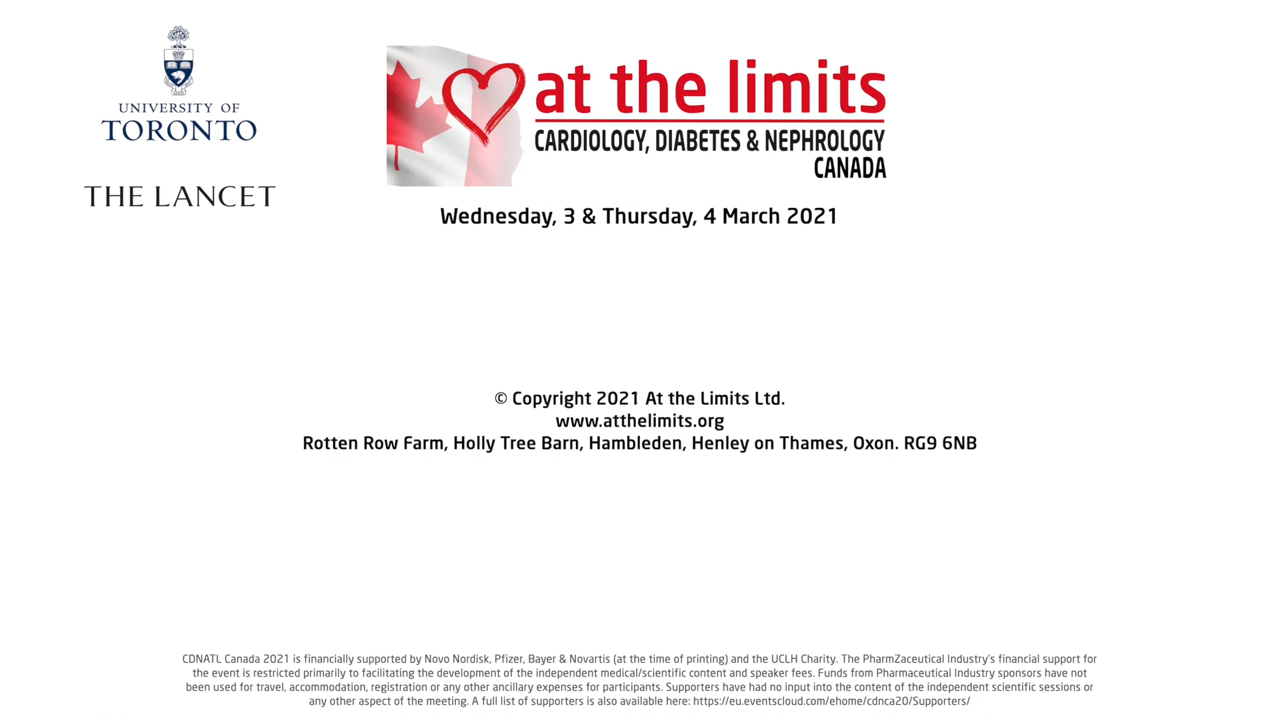 UNIVERSITY OF
TORONTO
THE LANCET
at the limits
CARDIOLOGY, DIABETES & NEPHROLOGY
CANADA
Wednesday, 3 & Thursday, 4 March 2021
© Copyright 2021 At the Limits Ltd.
www.atthelimits.org
Rotten Row Farm, Holly Tree Barn, Hambleden, Henley on Thames, Oxon. RG9 6NB
CDNATL Canada 2021 is financially supported by Novo Nordisk, Pfizer, Bayer & Novartis (at the time of printing) and the UCLH Charity. The PharmZaceutical Industry's financial support for
the event is restricted primarily to facilitating the development of the independent medical/scientific content and speaker fees. Funds from Pharmaceutical Industry sponsors have not
been used for travel, accommodation, registration or any other ancillary expenses for participants. Supporters have had no input into the content of the independent scientific sessions or
any other aspect of the meeting. A full list of supporters is also available here: https://eu.eventscloud.com/ehome/cdnca20/Supporters/